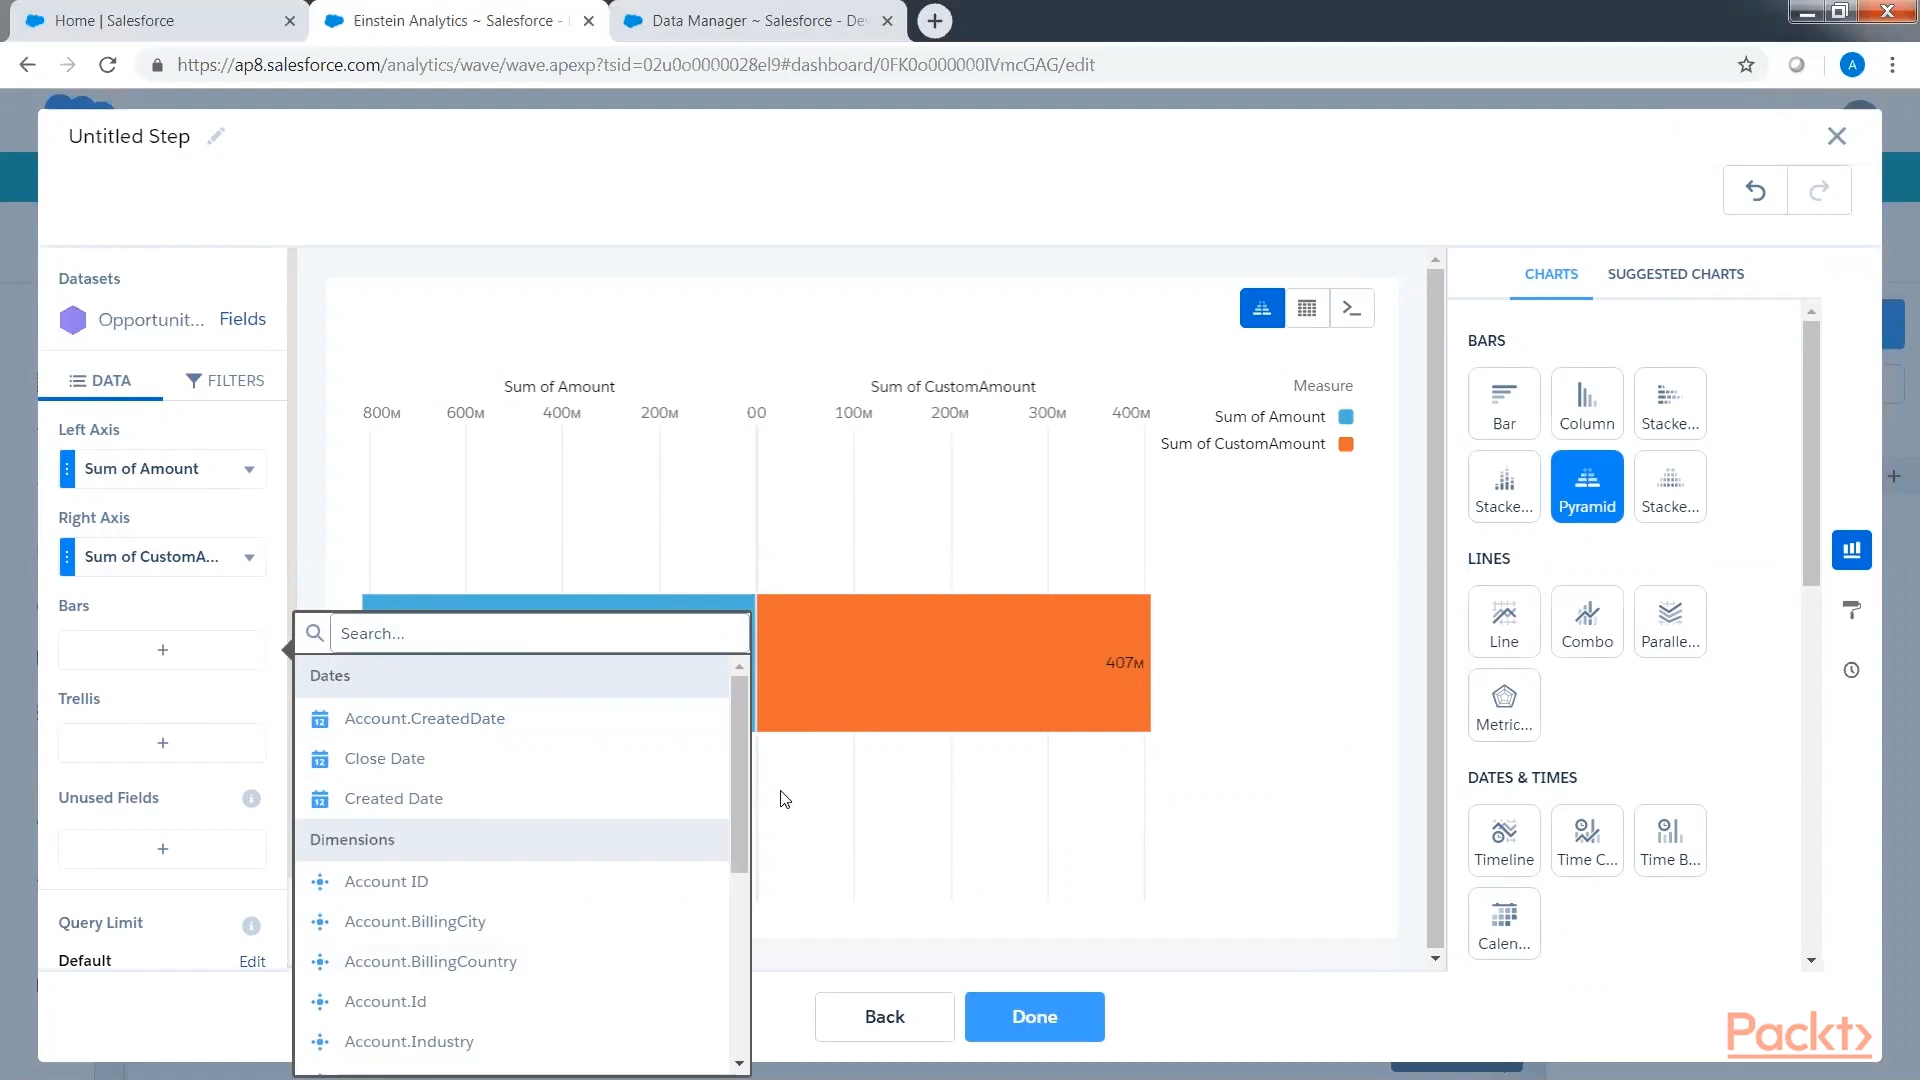 Home | Salesforce
Einstein Analytics ~ Salesforce -
Data Manager ~ Salesforce - De
https://ap8.salesforce.com/analytics/wave/wave.apexp?tsid=02u0o0000028el9#dashboard/0FK0o000000IVmcGAG/edit
A
Untitled Step
Datasets
Opportunit... Fields
DATA FILTERS
Left Axis
Sum of Amount
Right Axis
Sum of CustomA...
Bars
+
Trellis
+
Unused Fields
+
Query Limit
Default Edit
Search...
Dates
Account.CreatedDate
Close Date
Created Date
Dimensions
Account ID
Account.BillingCity
Account.BillingCountry
Account.Id
Account.Industry
Sum of Amount Sum of CustomAmount
800M 600M 400M 200M 00 100M 200M 300M 400M
407M
Measure
Sum of Amount
Sum of CustomAmount
CHARTS SUGGESTED CHARTS
BARS
Bar Column Stacke...
Stacke... Pyramid Stacke...
LINES
Line Combo Paralle...
Metric...
DATES & TIMES
Timeline Time C... Time B...
Calen...
Back Done
Packt>